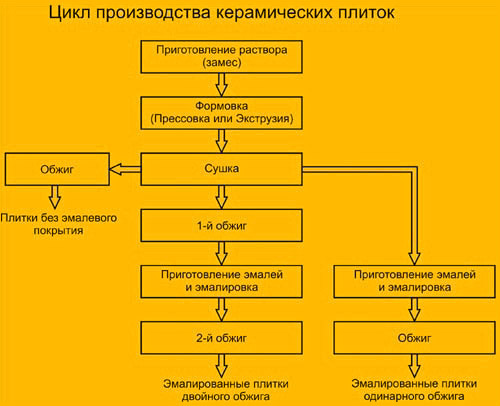 Цикл производства керамических плиток
Приготовление раствора
(замес)
Формовка
(Прессовка или Экструзия)
Обжиг
Сушка
Плитки без эмалевого
покрытия
1-й обжиг
Приготовление эмалей
и эмалировка
Приготовление эмалей
и эмалировка
2-й обжиг
Обжиг
Эмалированные плитки
двойного обжига
Эмалированные плитки
одинарного обжига